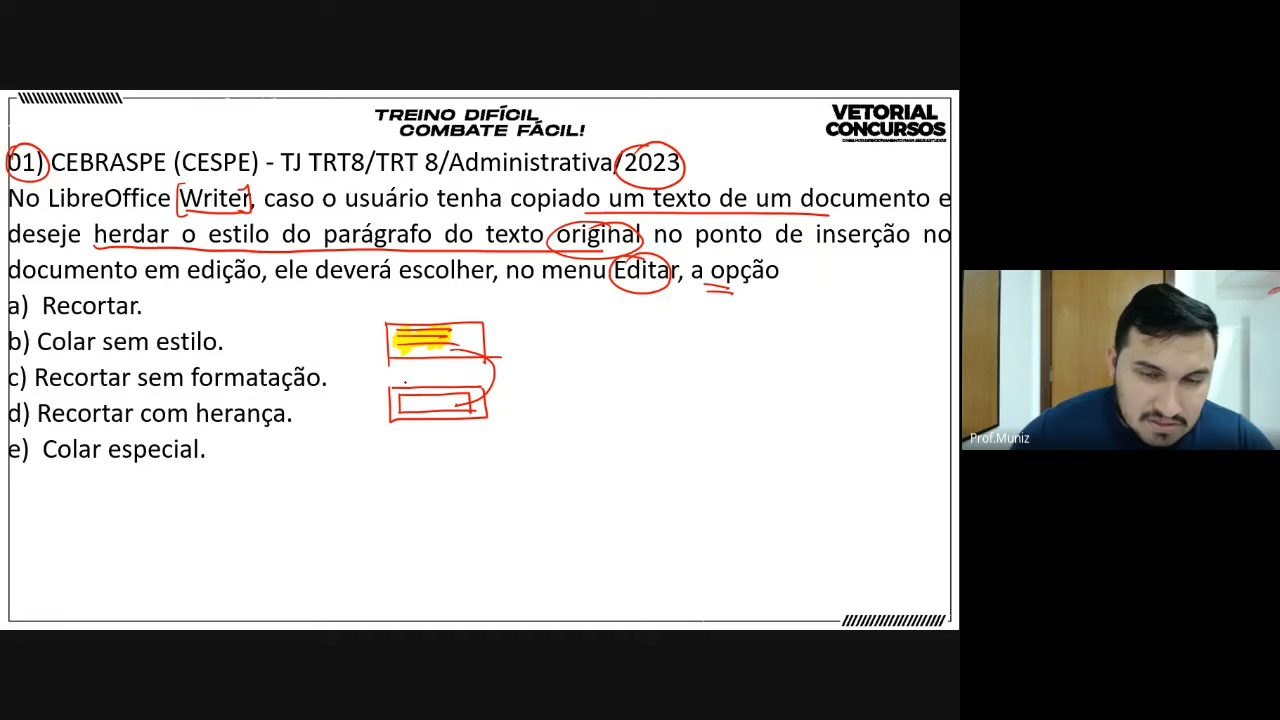 TREINO DIFÍCIL
COMBATE FÁCIL!
VETORIAL
CONCURSOS
01) CEBRASPE (CESPE) - TJ TRT8/TRT 8/Administrativa/2023
No LibreOffice Writer, caso o usuário tenha copiado um texto de um documento e
deseje herdar o estilo do parágrafo do texto original no ponto de inserção no
documento em edição, ele deverá escolher, no menu Editar, a opção
a) Recortar.
b) Colar sem estilo.
c) Recortar sem formatação.
d) Recortar com herança.
e) Colar especial.
Prof.Muniz